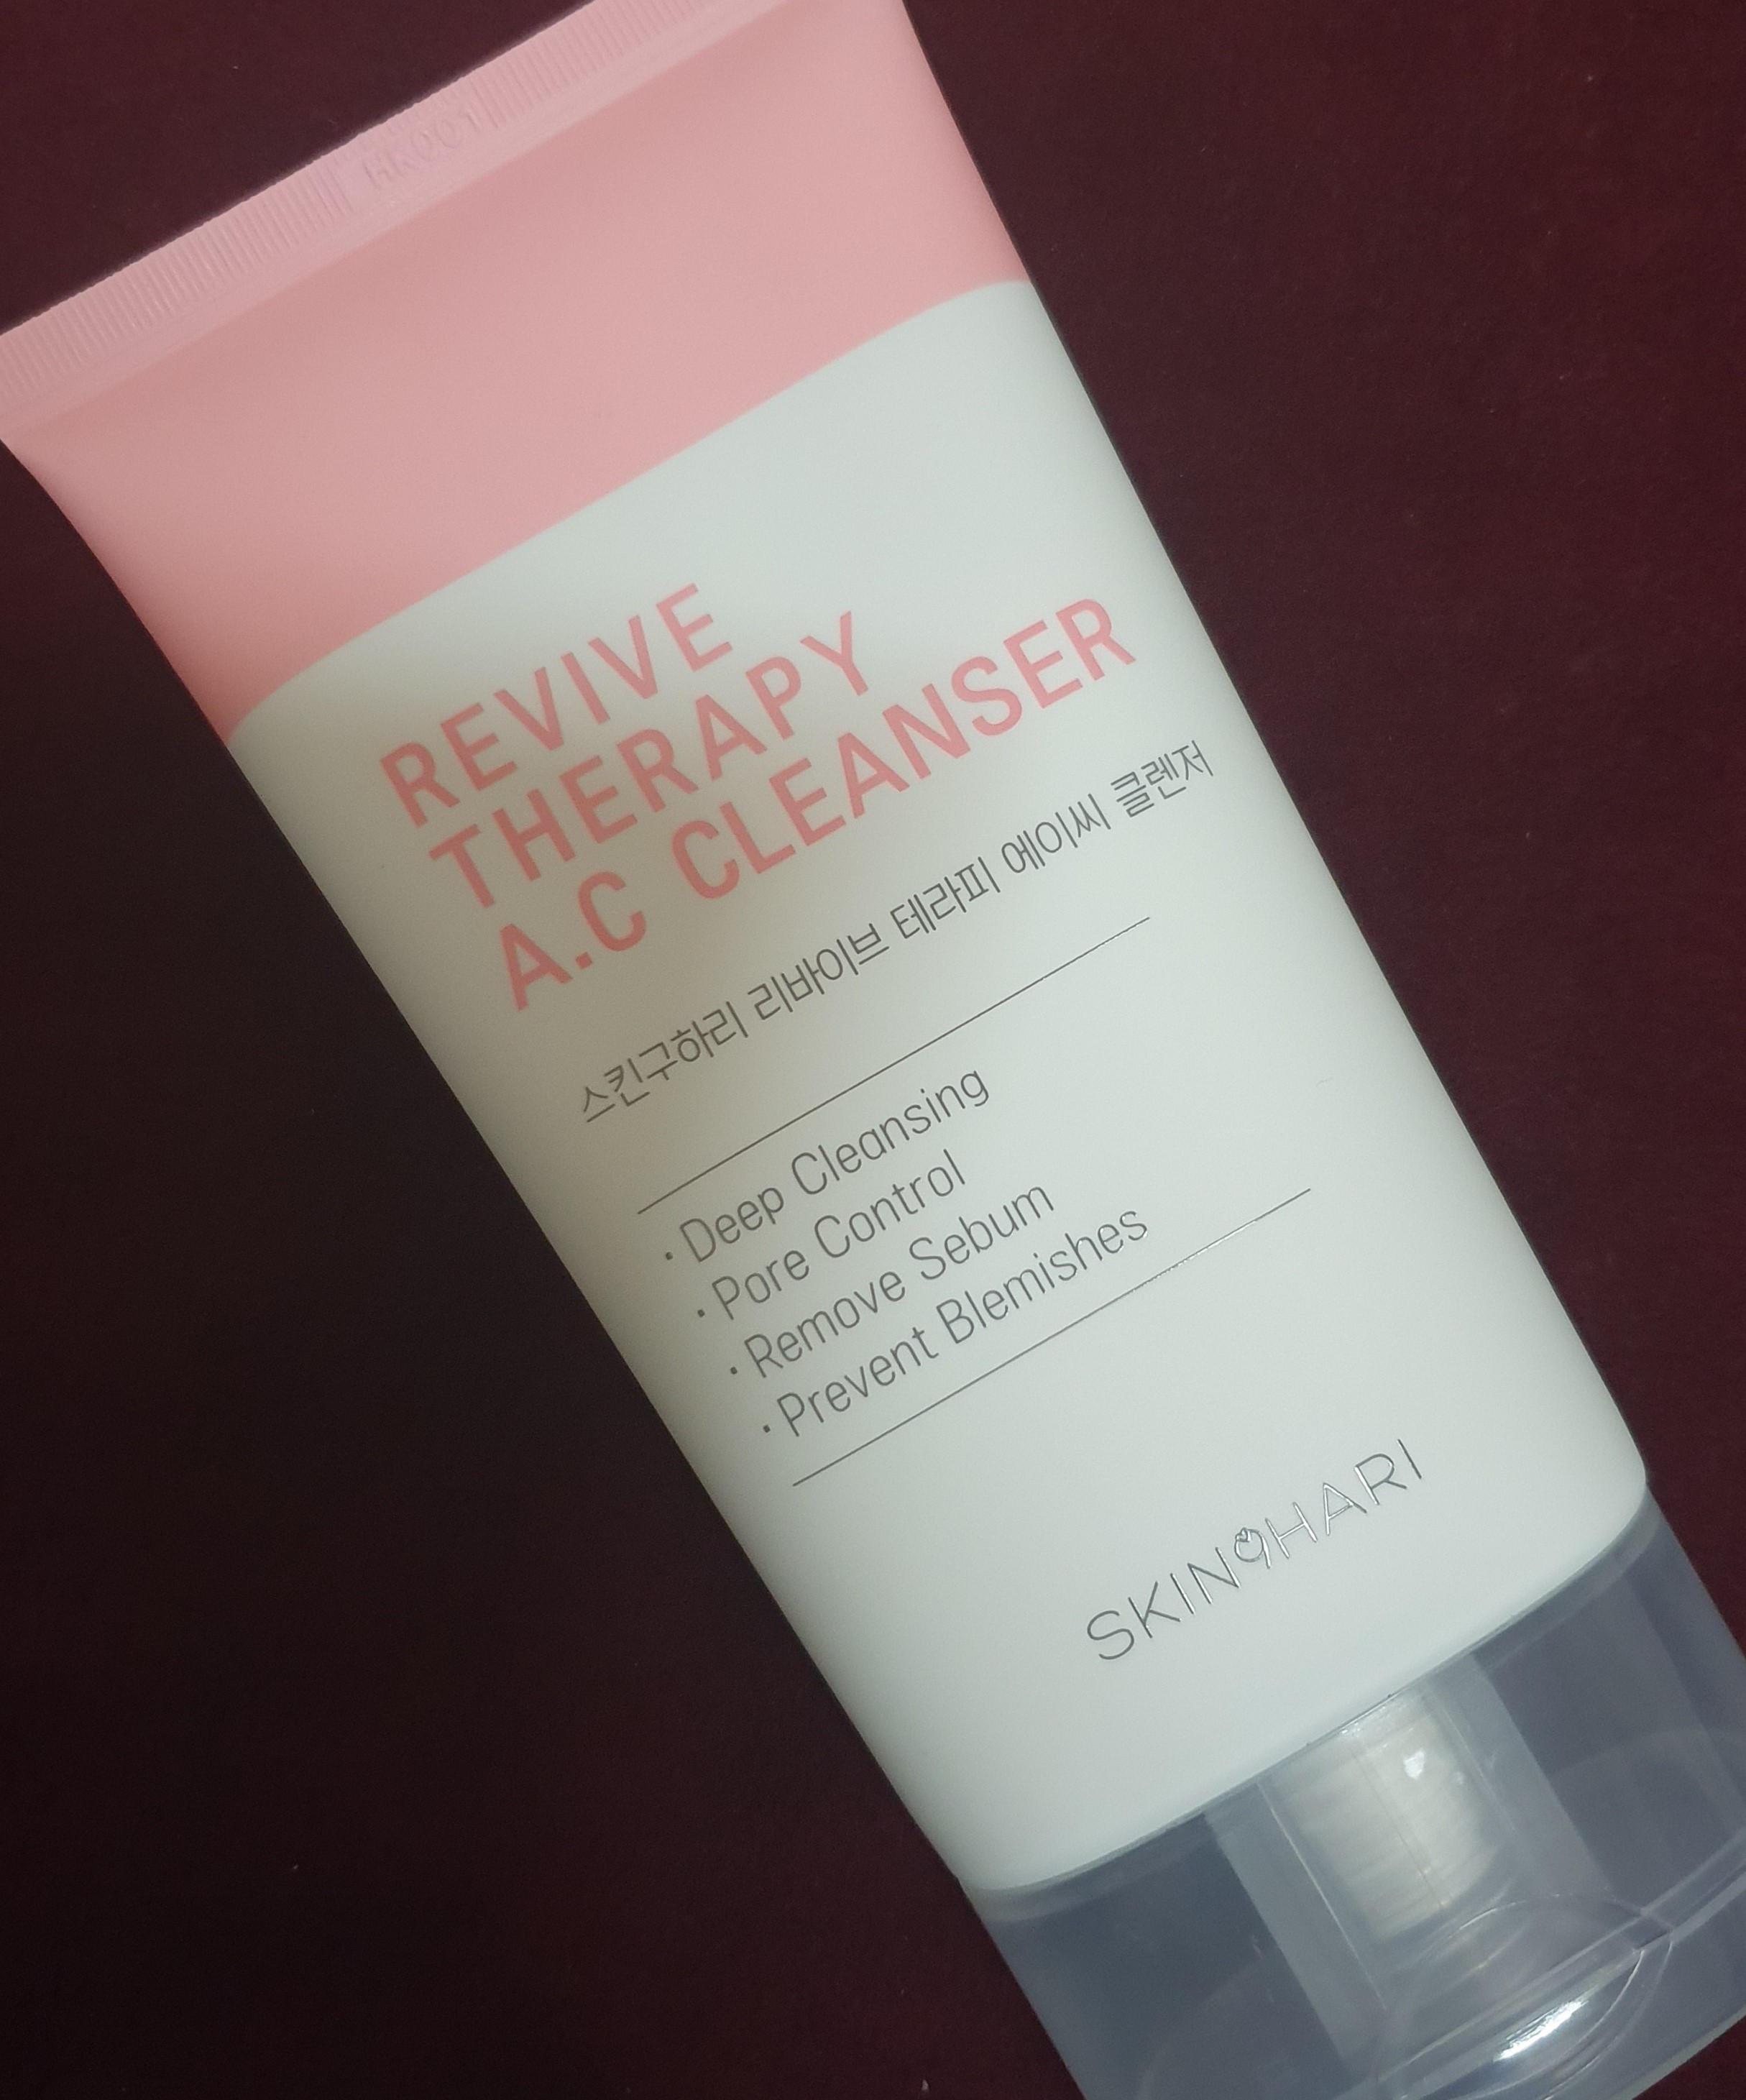 HK001
REVIVE
THERAPY
A.C CLEANSER
스킨구하리 리바이브 테라피 에이씨 클렌저
· Deep Cleansing
· Pore Control
· Remove Sebum
· Prevent Blemishes
SKIN9HARI